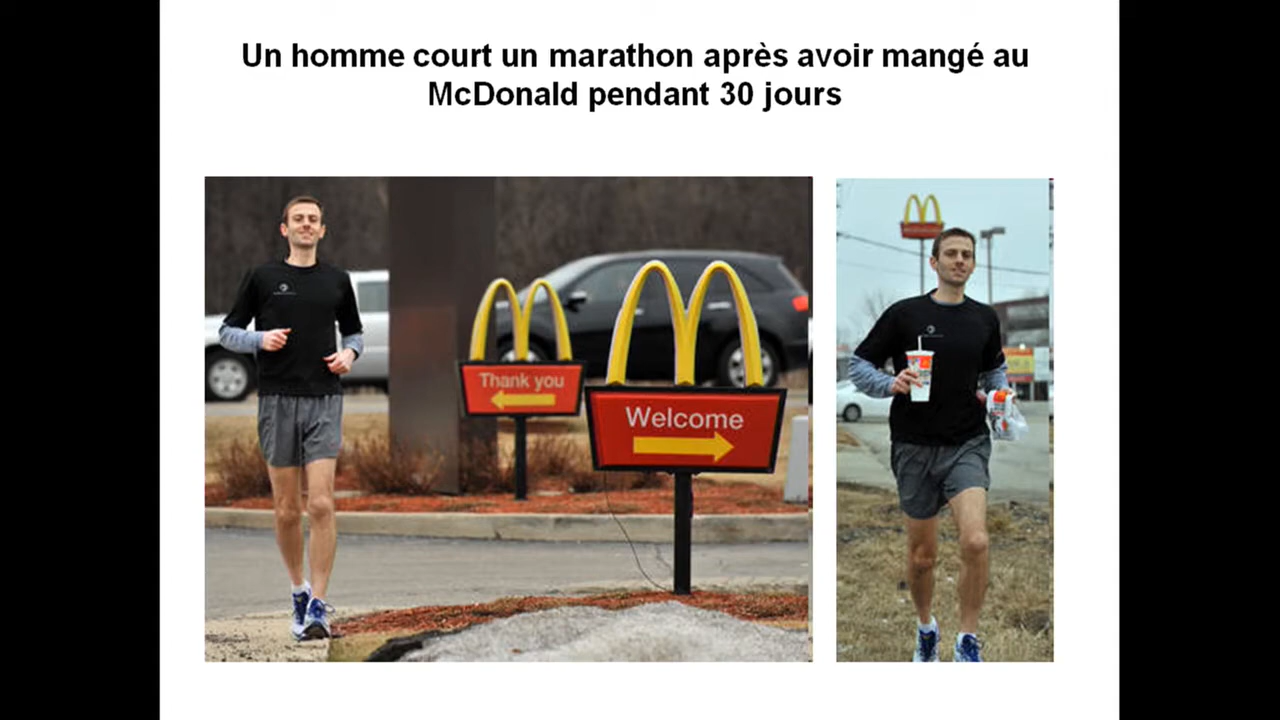 Un homme court un marathon après avoir mangé au
McDonald pendant 30 jours
Thank you
Welcome